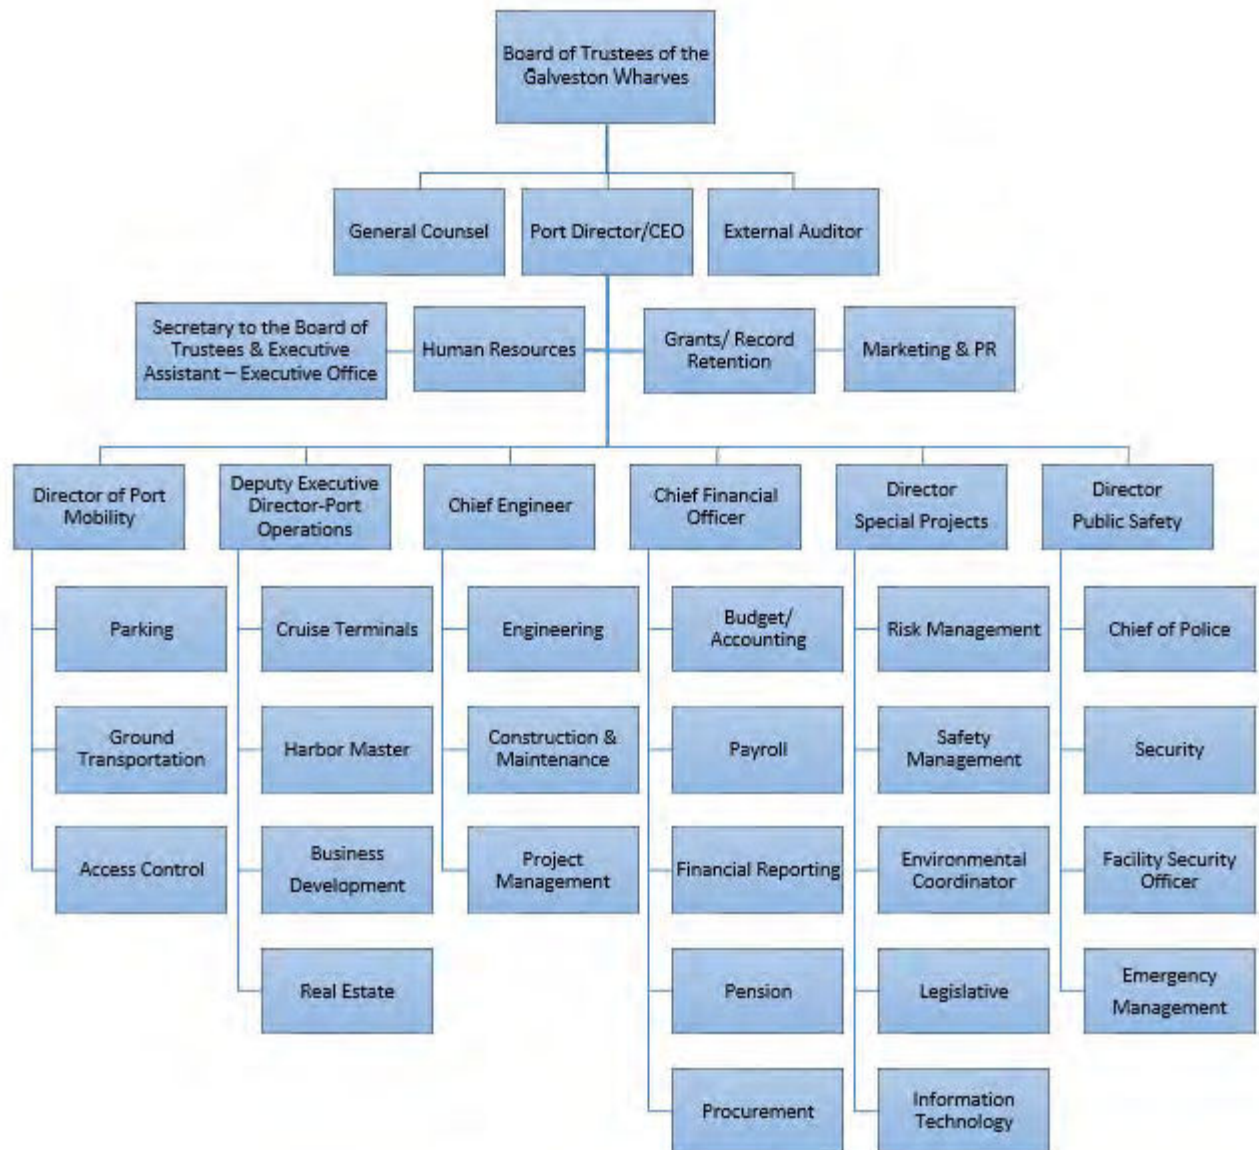 Board of Trustees of the
Galveston Wharves
General Counsel
Port Director/CEO
External Auditor
Secretary to the Board of
Trustees & Executive
Assistant – Executive Office
Human Resources
Grants/ Record
Retention
Marketing & PR
Director of Port
Mobility
Deputy Executive
Director-Port
Operations
Chief Engineer
Chief Financial
Officer
Director
Special Projects
Director
Public Safety
Parking
Cruise Terminals
Engineering
Budget/
Accounting
Risk Management
Chief of Police
Ground
Transportation
Harbor Master
Construction &
Maintenance
Payroll
Safety
Management
Security
Access Control
Business
Development
Project
Management
Financial Reporting
Environmental
Coordinator
Facility Security
Officer
Real Estate
Pension
Legislative
Emergency
Management
Procurement
Information
Technology